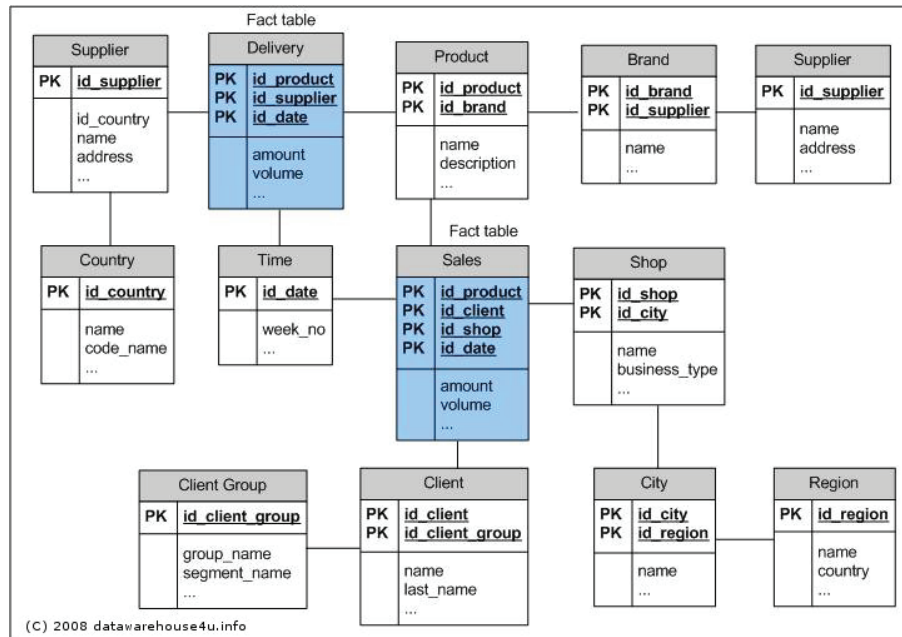 Fact table
Supplier
PK id_supplier
id_country
name
address
...
Delivery
PK id_product
PK id_supplier
PK id_date
amount
volume
...
Product
PK id_product
PK id_brand
name
description
...
Brand
PK id_brand
PK id_supplier
name
...
Supplier
PK id_supplier
name
address
...
Country
PK id_country
name
code_name
...
Time
PK id_date
week_no
...
Fact table
Sales
PK id_product
PK id_client
PK id_shop
PK id_date
amount
volume
...
Shop
PK id_shop
PK id_city
name
business_type
...
Client Group
PK id_client_group
group_name
segment_name
...
Client
PK id_client
PK id_client_group
name
last_name
...
City
PK id_city
PK id_region
name
...
Region
PK id_region
name
country
...
(C) 2008 datawarehouse4u.info